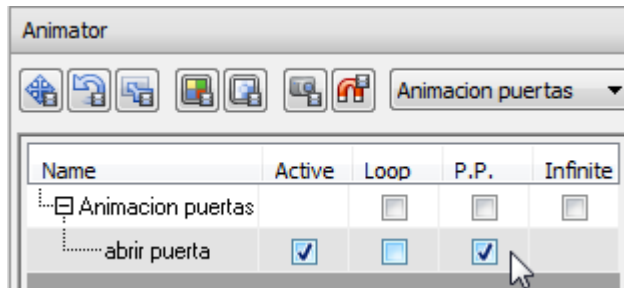 Animator
Animacion puertas
Name Active Loop P.P. Infinite
Animacion puertas
abrir puerta